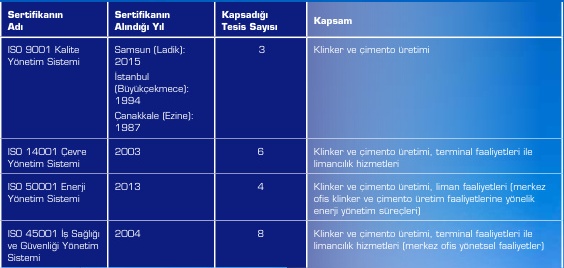 Sertifikanın Adı
Sertifikanın Alındığı Yıl
Kapsadığı Tesis Sayısı
Kapsam
ISO 9001 Kalite
Yönetim Sistemi
Samsun (Ladik):
2015
İstanbul
(Büyükçekmece):
1994
Çanakkale (Ezine):
1987
3
Klinker ve çimento üretimi
ISO 14001 Çevre
Yönetim Sistemi
2003
6
Klinker ve çimento üretimi, terminal faaliyetleri ile
limancılık hizmetleri
ISO 50001 Enerji
Yönetim Sistemi
2013
4
Klinker ve çimento üretimi, liman faaliyetleri (merkez
ofis klinker ve çimento üretim faaliyetlerine yönelik
enerji yönetim süreçleri)
ISO 45001 İş Sağlığı
ve Güvenliği Yönetim
Sistemi
2004
8
Klinker ve çimento üretimi, terminal faaliyetleri ile
limancılık hizmetleri (merkez ofis yönetsel faaliyetler)